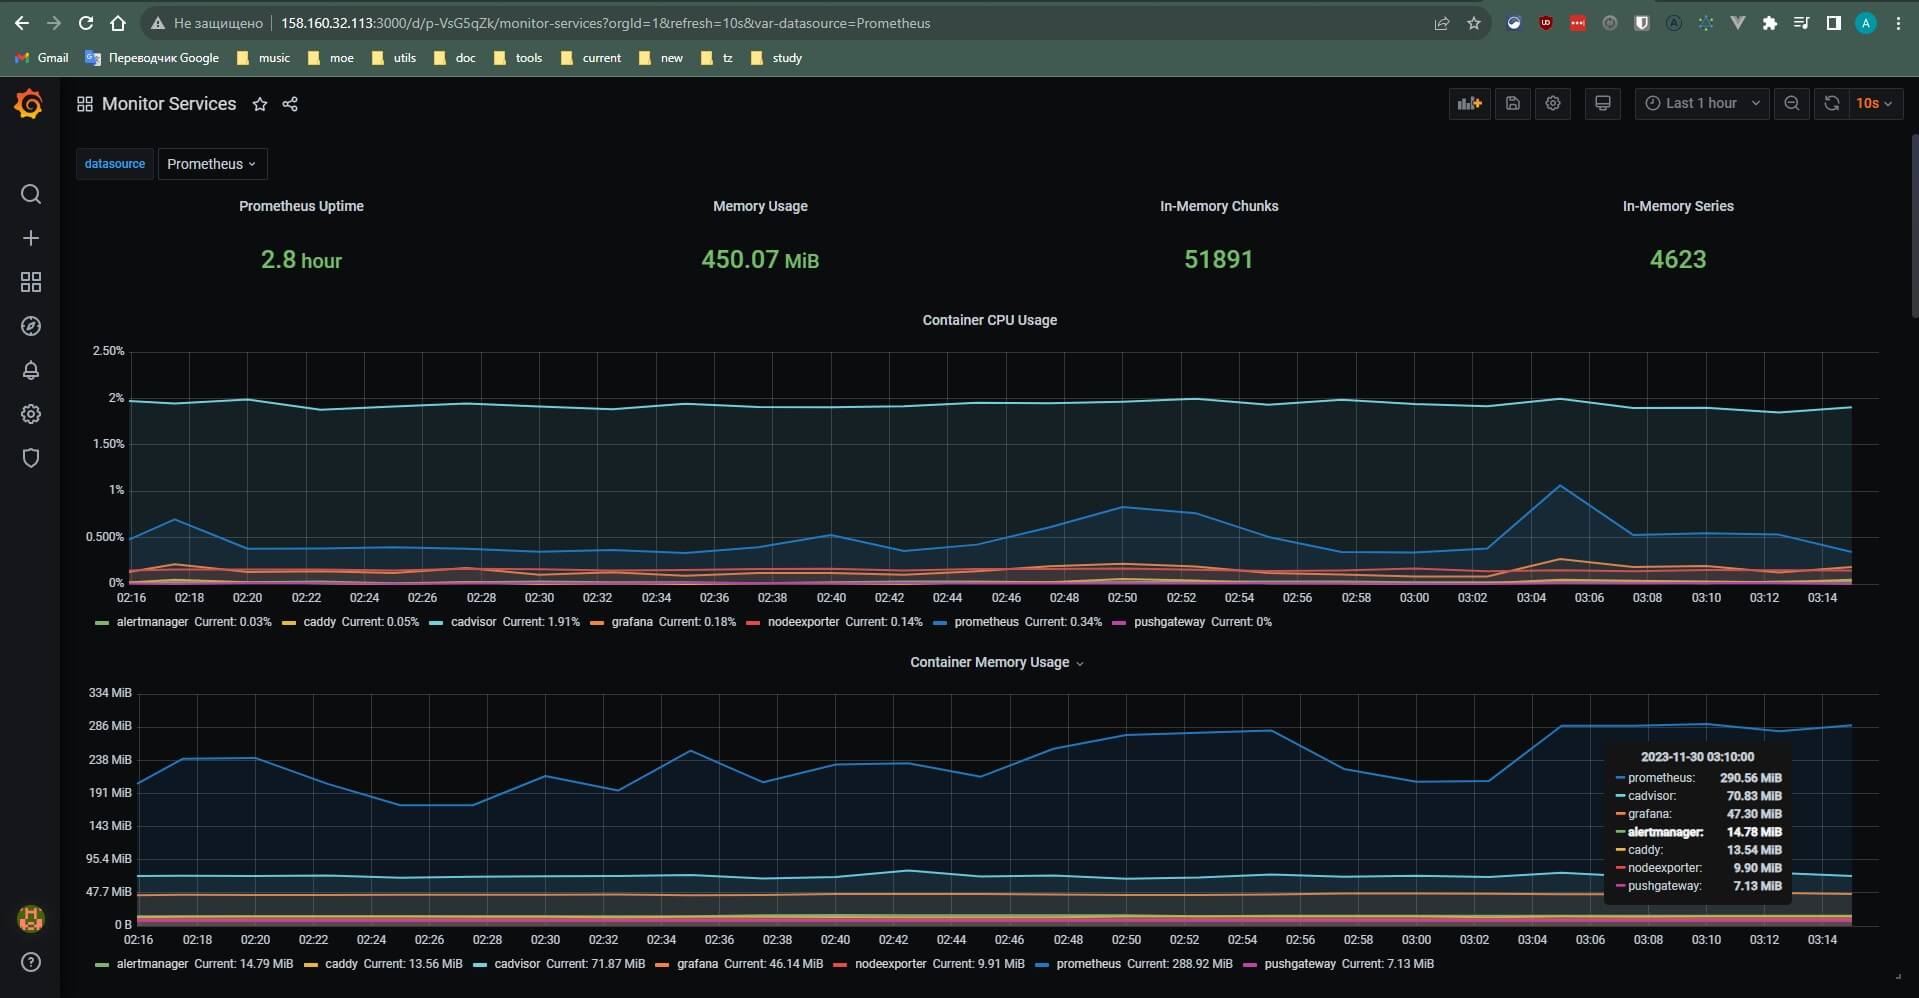 Не защищено 158.160.32.113:3000/d/p-VsG5qZk/monitor-services?orgId=1&refresh=10s&var-datasource=Prometheus
Gmail Переводчик Google music moe utils doc tools current new tz study
Monitor Services
Last 1 hour 10s
datasource Prometheus
Prometheus Uptime Memory Usage In-Memory Chunks In-Memory Series
2.8 hour 450.07 MiB 51891 4623
Container CPU Usage
2.50%
2%
1.50%
1%
0.500%
0%
02:16 02:18 02:20 02:22 02:24 02:26 02:28 02:30 02:32 02:34 02:36 02:38 02:40 02:42 02:44 02:46 02:48 02:50 02:52 02:54 02:56 02:58 03:00 03:02 03:04 03:06 03:08 03:10 03:12 03:14
alertmanager Current: 0.03% caddy Current: 0.05% cadvisor Current: 1.91% grafana Current: 0.18% nodeexporter Current: 0.14% prometheus Current: 0.34% pushgateway Current: 0%
Container Memory Usage
334 MiB
286 MiB
238 MiB
191 MiB
143 MiB
95.4 MiB
47.7 MiB
0 B
2023-11-30 03:10:00
prometheus: 290.56 MiB
cadvisor: 70.83 MiB
grafana: 47.30 MiB
alertmanager: 14.78 MiB
caddy: 13.54 MiB
nodeexporter: 9.90 MiB
pushgateway: 7.13 MiB
02:16 02:18 02:20 02:22 02:24 02:26 02:28 02:30 02:32 02:34 02:36 02:38 02:40 02:42 02:44 02:46 02:48 02:50 02:52 02:54 02:56 02:58 03:00 03:02 03:04 03:06 03:08 03:10 03:12 03:14
alertmanager Current: 14.79 MiB caddy Current: 13.56 MiB cadvisor Current: 71.87 MiB grafana Current: 46.14 MiB nodeexporter Current: 9.91 MiB prometheus Current: 288.92 MiB pushgateway Current: 7.13 MiB